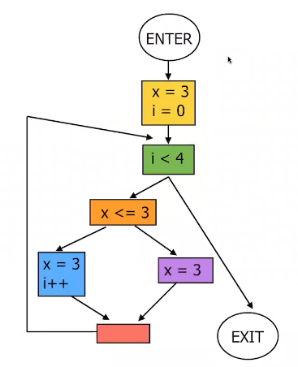 ENTER
x = 3
i = 0
i < 4
x <= 3
x = 3
i++
x = 3
EXIT